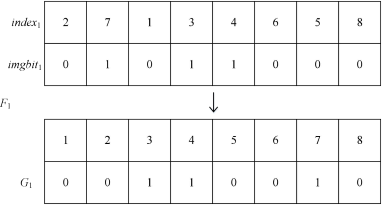 index₁ 2 7 1 3 4 6 5 8
imgbit₁ 0 1 0 1 1 0 0 0
F₁
1 2 3 4 5 6 7 8
G₁ 0 0 1 1 0 0 1 0